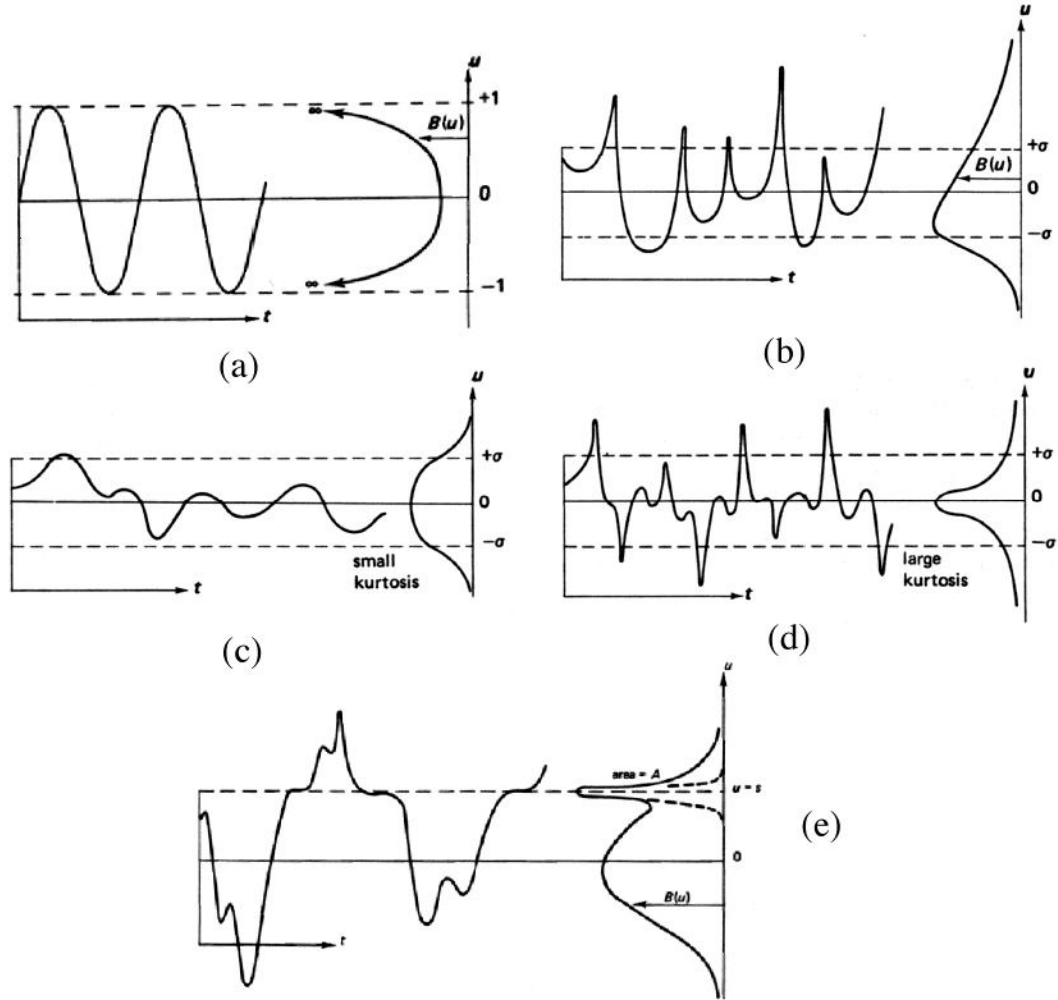 u
+1
∞
B(u)
0
∞
−1
t
(a)
u
+σ
B(u)
0
−σ
t
(b)
u
+σ
0
−σ
small
kurtosis
t
(c)
u
+σ
0
−σ
large
kurtosis
t
(d)
u
area = A
u = s
0
B(u)
t
(e)